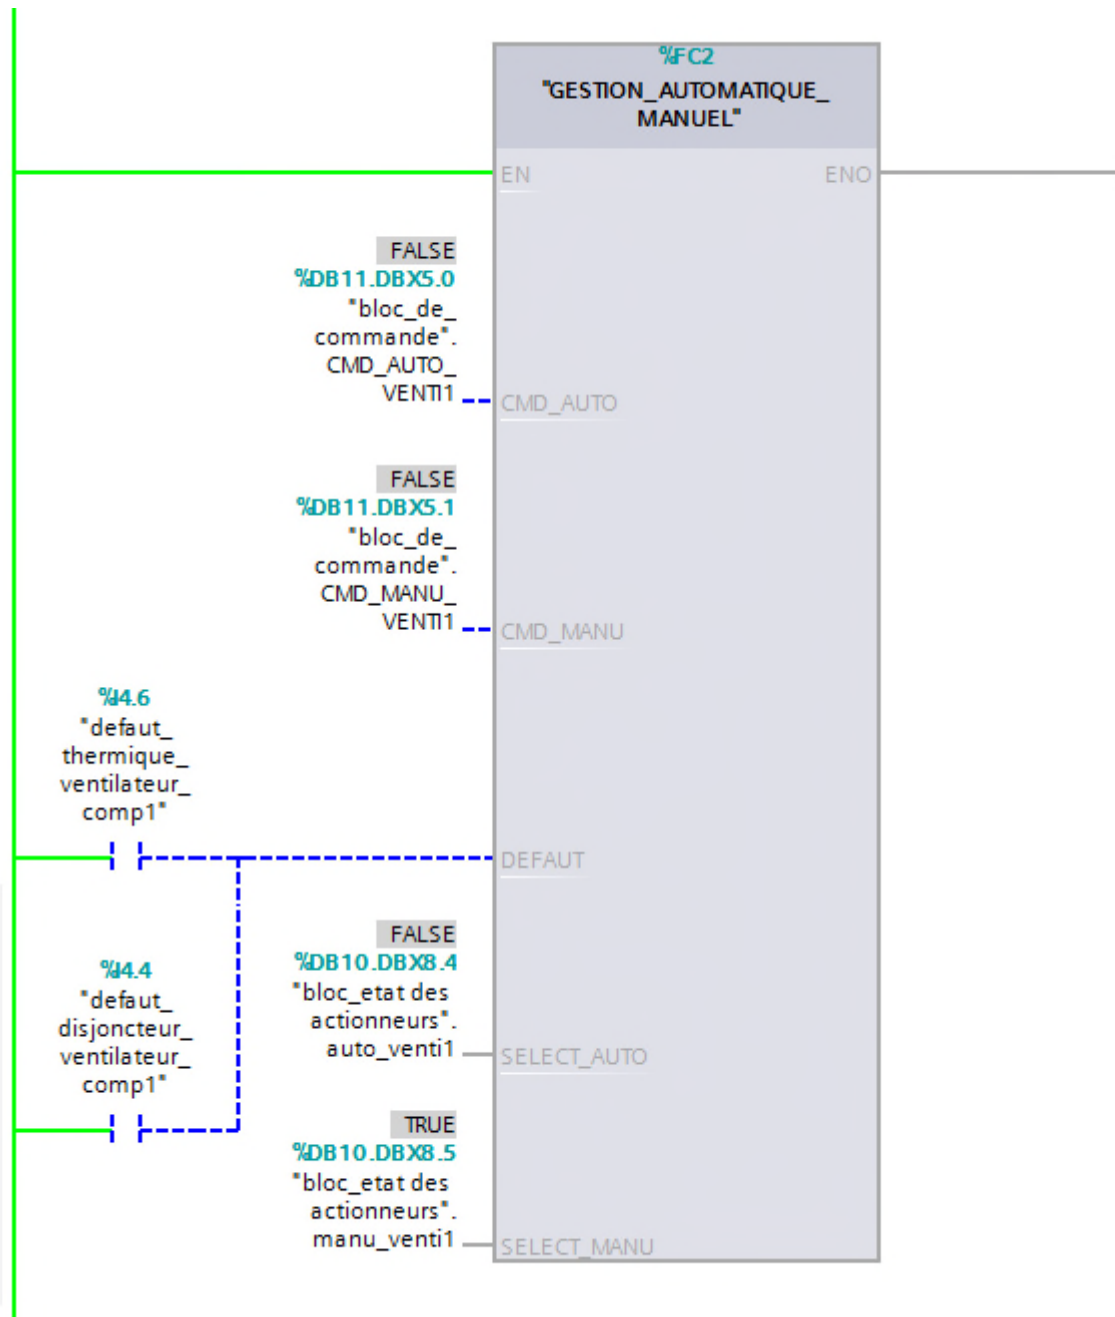 %FC2
"GESTION_AUTOMATIQUE_
MANUEL"
EN
ENO
FALSE
%DB11.DBX5.0
"bloc_de_
commande".
CMD_AUTO_
VENTI1
CMD_AUTO
FALSE
%DB11.DBX5.1
"bloc_de_
commande".
CMD_MANU_
VENTI1
CMD_MANU
%I4.6
"defaut_
thermique_
ventilateur_
comp1"
DEFAUT
%I4.4
"defaut_
disjoncteur_
ventilateur_
comp1"
FALSE
%DB10.DBX8.4
"bloc_etat des
actionneurs".
auto_venti1
SELECT_AUTO
TRUE
%DB10.DBX8.5
"bloc_etat des
actionneurs".
manu_venti1
SELECT_MANU